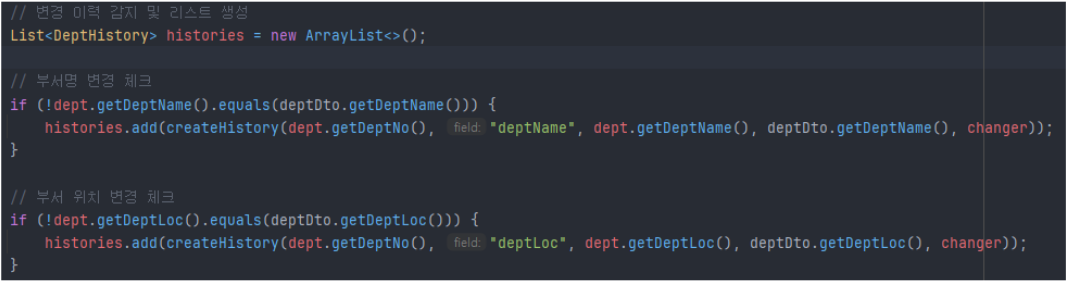 // 변경 이력 감지 및 리스트 생성
List<DeptHistory> histories = new ArrayList<>();
// 부서명 변경 체크
if (!dept.getDeptName().equals(deptDto.getDeptName())) {
histories.add(createHistory(dept.getDeptNo(), field: "deptName", dept.getDeptName(), deptDto.getDeptName(), changer));
}
// 부서 위치 변경 체크
if (!dept.getDeptLoc().equals(deptDto.getDeptLoc())) {
histories.add(createHistory(dept.getDeptNo(), field: "deptLoc", dept.getDeptLoc(), deptDto.getDeptLoc(), changer));
}